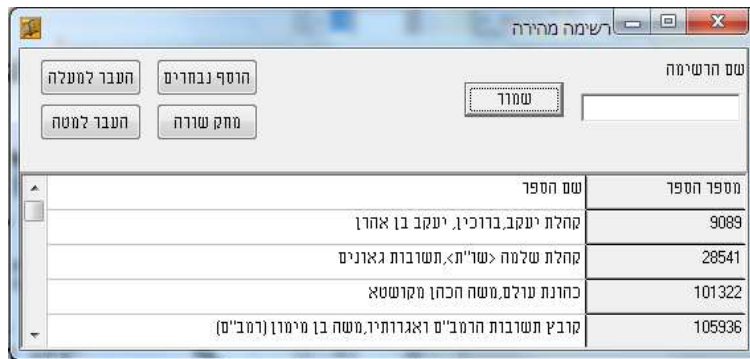 רשימה מהירה
שם הרשימה
שמור
הוסף נבחרים
העבר למעלה
מחק שורה
העבר למטה
מספר הספר שם הספר
9089 קהלת יעקב,ברוכין, יעקב בן אהרן
28541 קהלת שלמה <שו"ת>,תשובות גאונים
101322 כהונת עולם,משה הכהן מקושטא
105936 קובץ תשובות הרמב"ם ואגרותיו,משה בן מימון (רמב"ם)